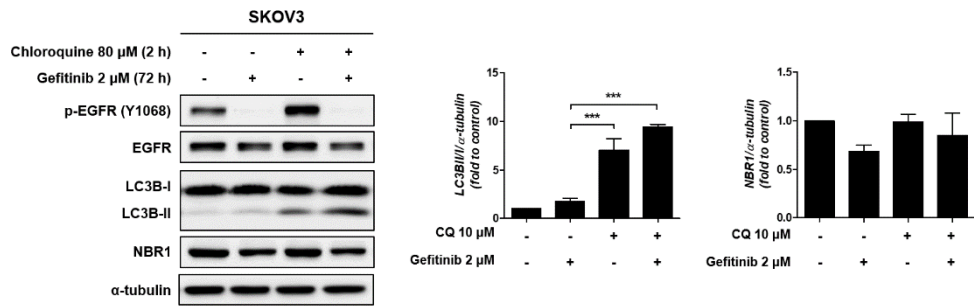 SKOV3
Chloroquine 80 µM (2 h) - - + +
Gefitinib 2 µM (72 h) - + - +
p-EGFR (Y1068)
EGFR
LC3B-I
LC3B-II
NBR1
α-tubulin
LC3BII/I/α-tubulin
(fold to control)
15
10
5
0
***
***
CQ 10 µM - - + +
Gefitinib 2 µM - + - +
NBR1/α-tubulin
(fold to control)
1.5
1.0
0.5
0.0
CQ 10 µM - - + +
Gefitinib 2 µM - + - +